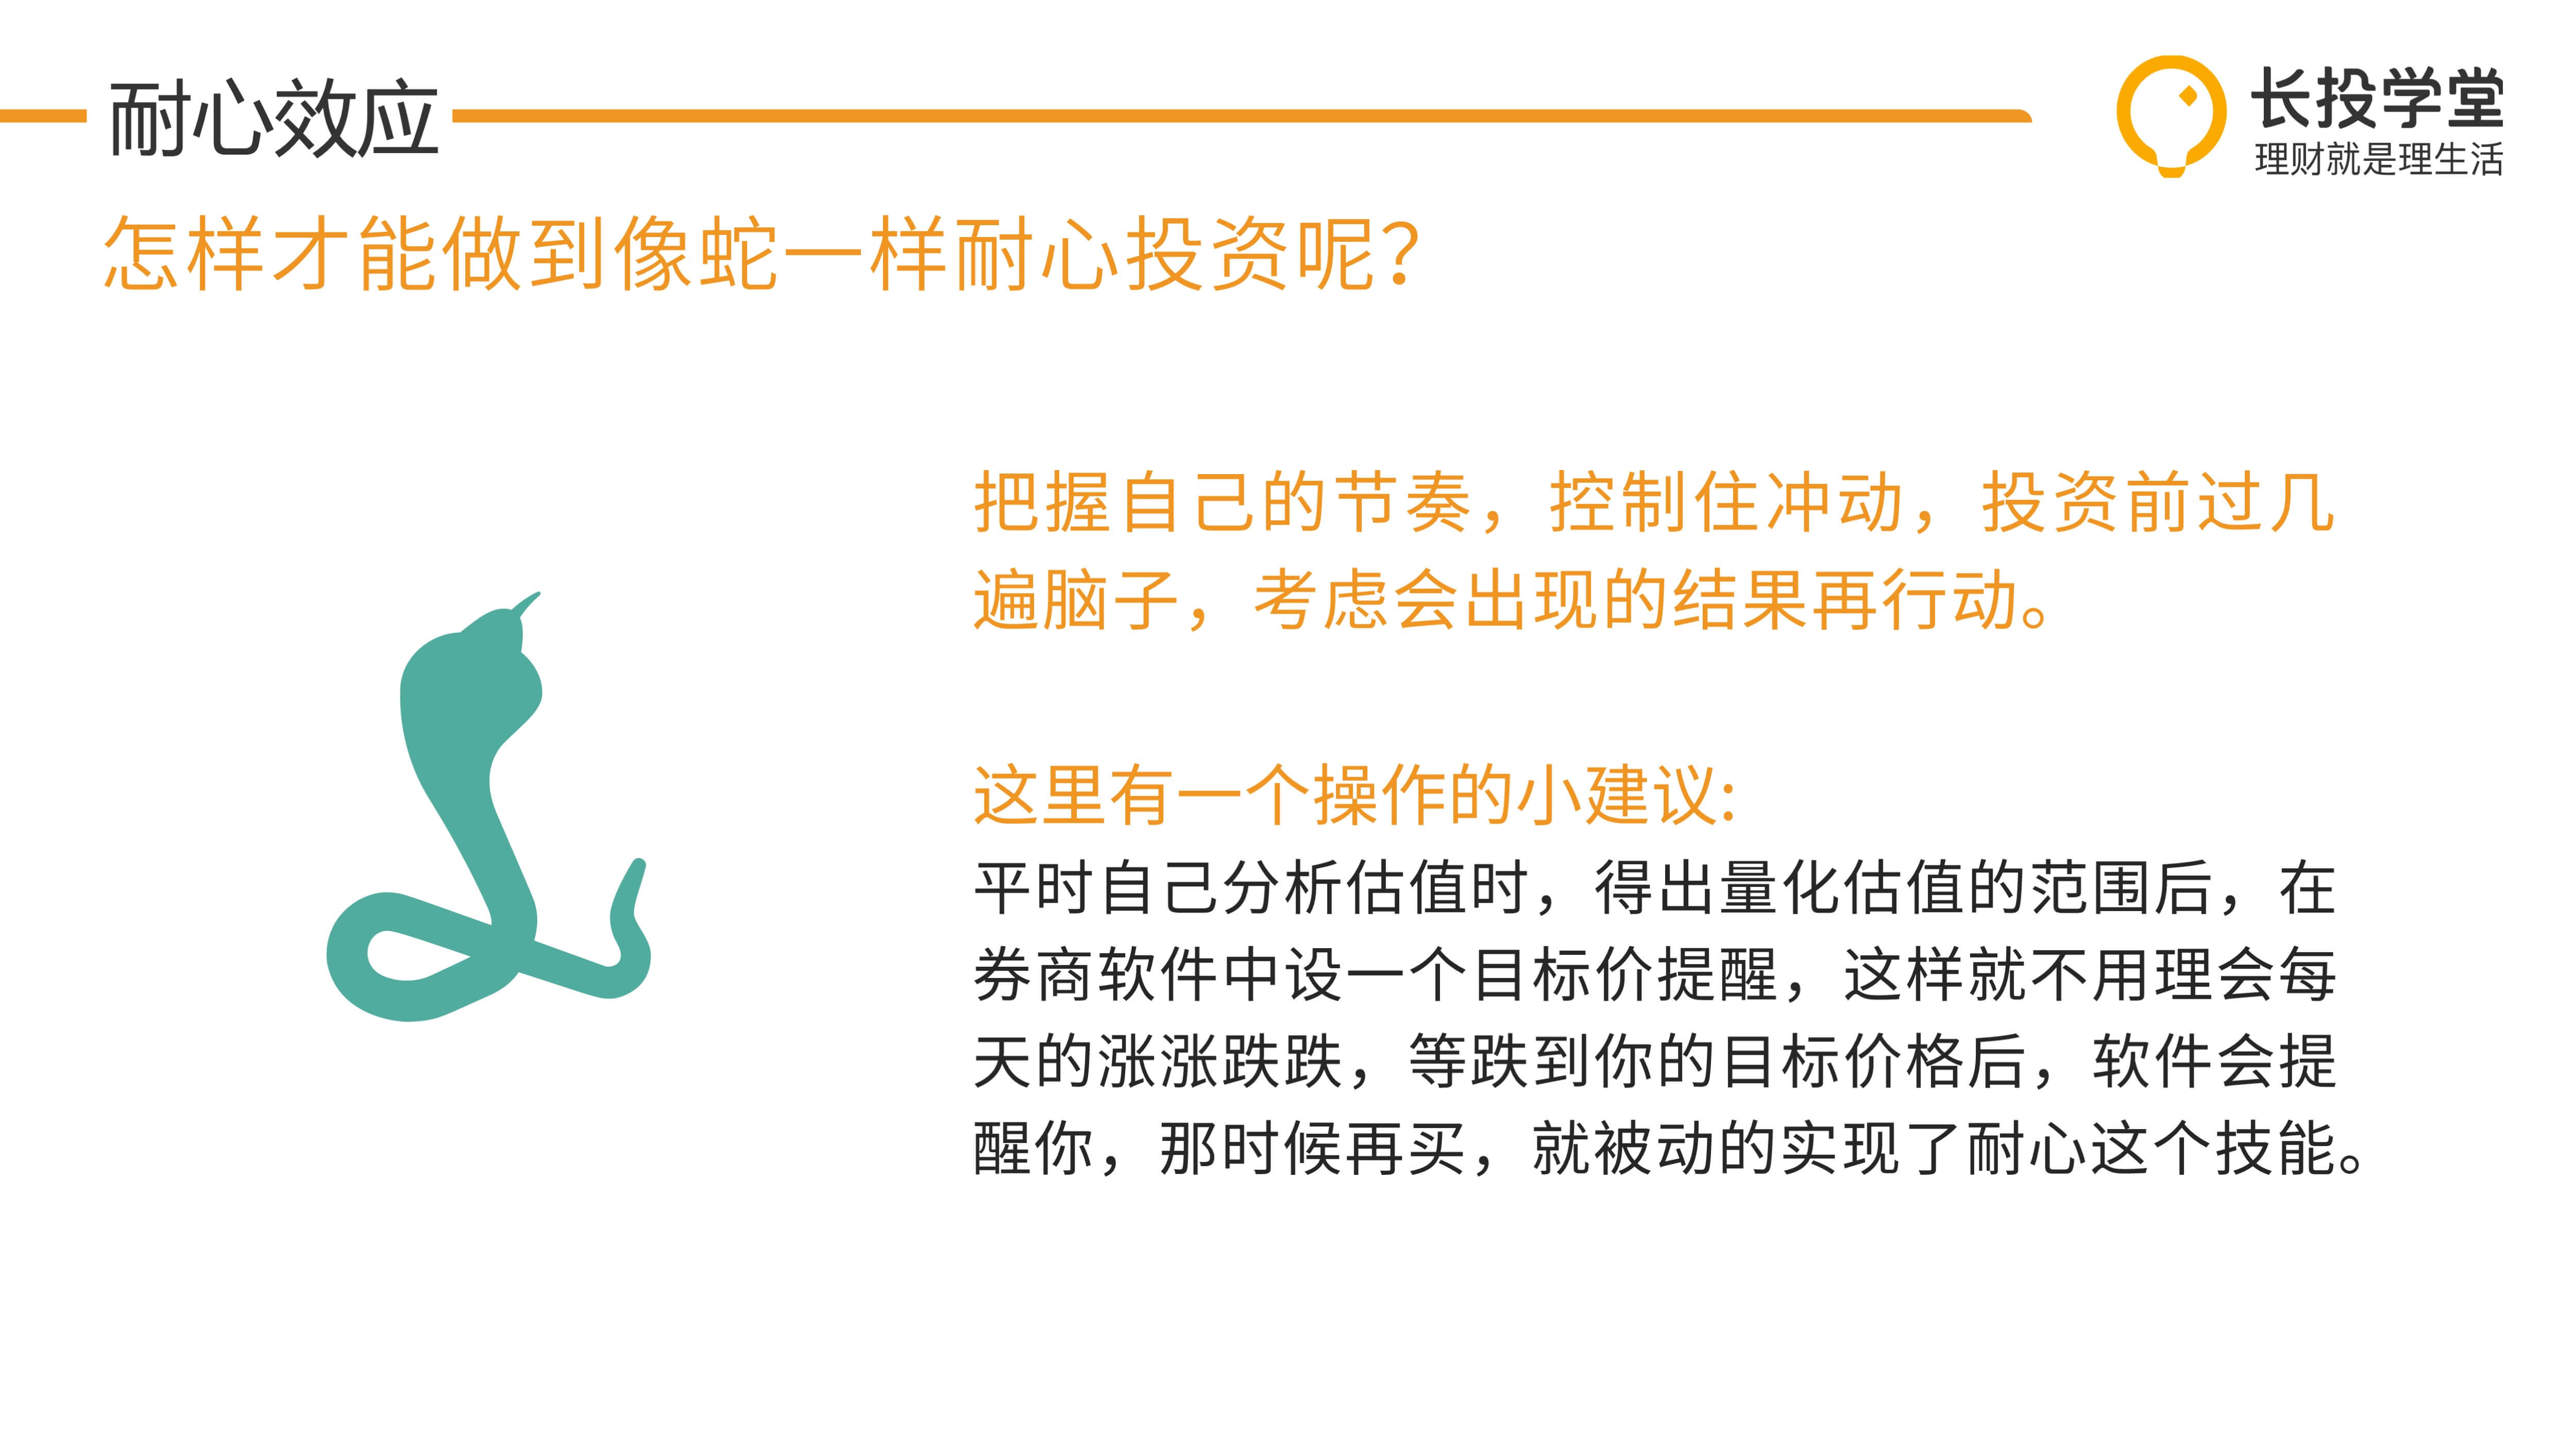 耐心效应
长投学堂
理财就是理生活
怎样才能做到像蛇一样耐心投资呢？
把握自己的节奏，控制住冲动，投资前过几
遍脑子，考虑会出现的结果再行动。
这里有一个操作的小建议：
平时自己分析估值时，得出量化估值的范围后，在
券商软件中设一个目标价提醒，这样就不用理会每
天的涨涨跌跌，等跌到你的目标价格后，软件会提
醒你，那时候再买，就被动的实现了耐心这个技能。